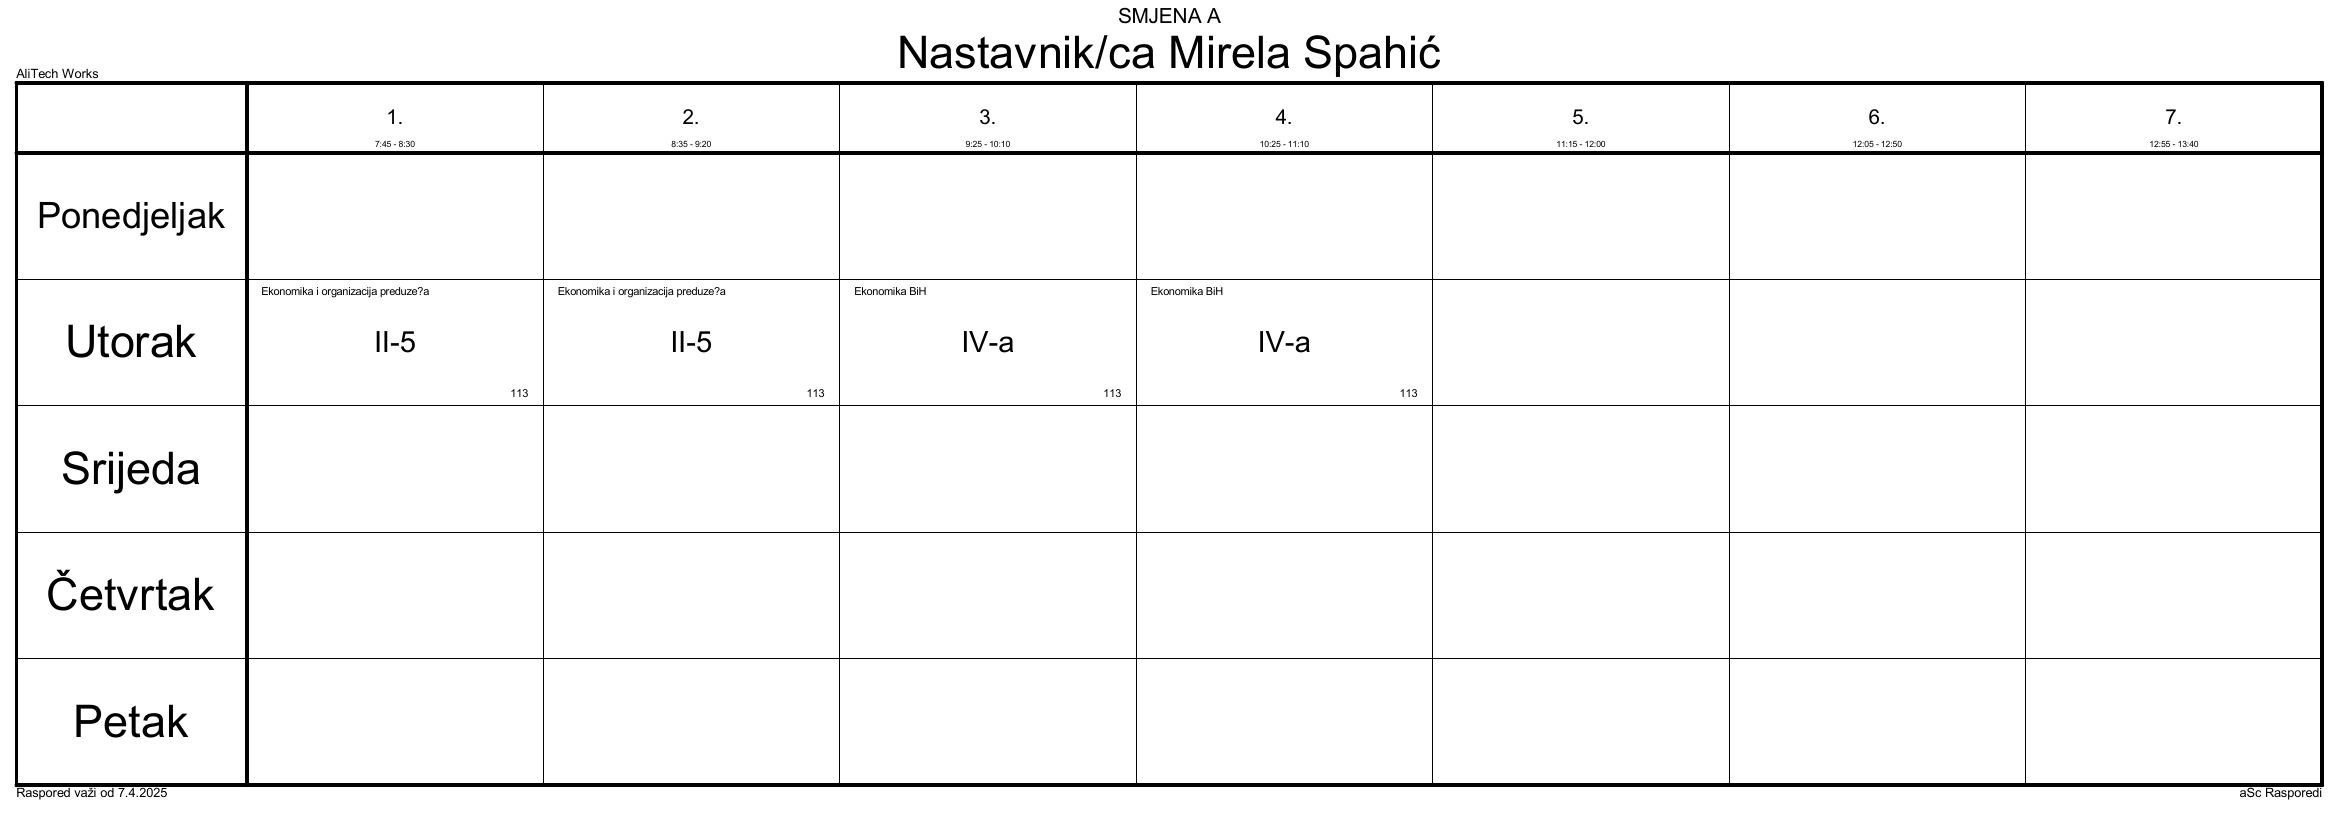 SMJENA A
Nastavnik/ca Mirela Spahić
AliTech Works
1. 2. 3. 4. 5. 6. 7.
7:45 - 8:30 8:35 - 9:20 9:25 - 10:10 10:25 - 11:10 11:15 - 12:00 12:05 - 12:50 12:55 - 13:40
Ponedjeljak
Ekonomika i organizacija preduze?a Ekonomika i organizacija preduze?a Ekonomika BiH Ekonomika BiH
Utorak II-5 II-5 IV-a IV-a
113 113 113 113
Srijeda
Četvrtak
Petak
Raspored važi od 7.4.2025 aSc Rasporedi